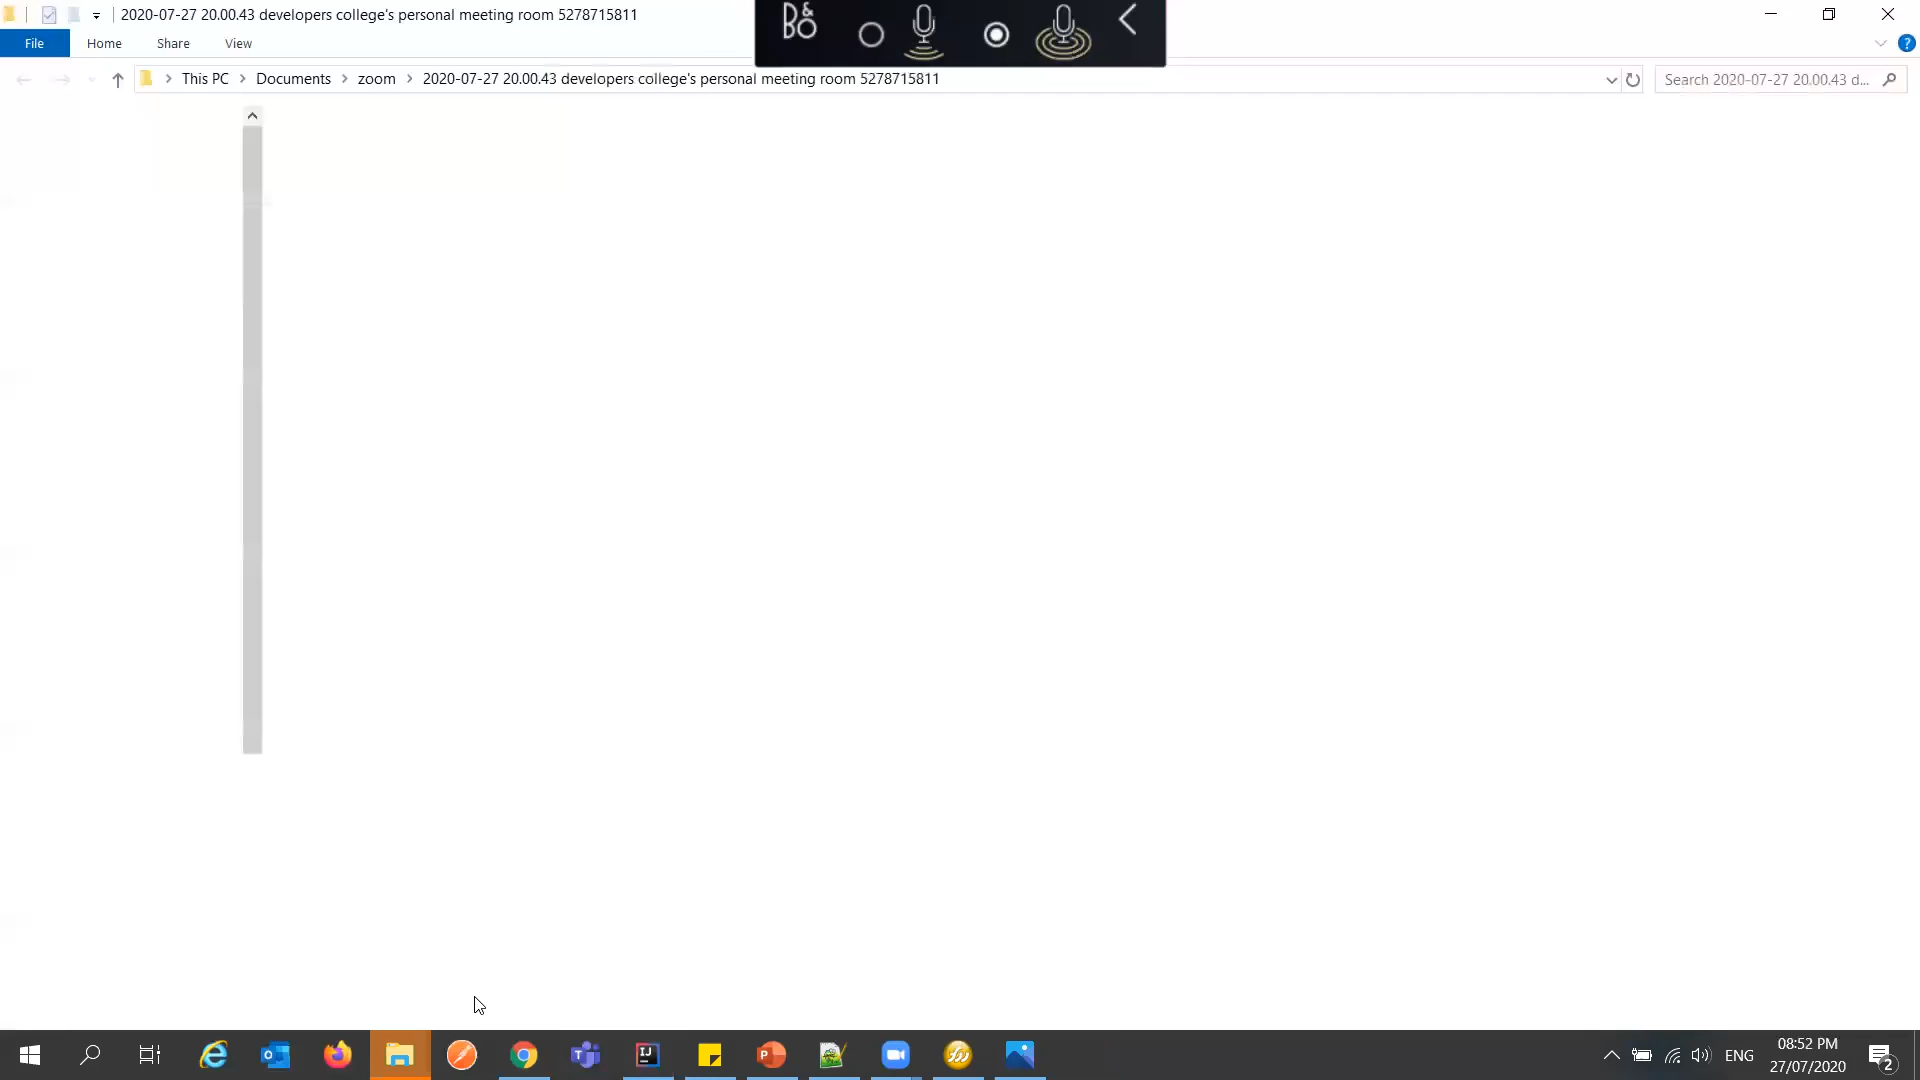 2020-07-27 20.00.43 developers college's personal meeting room 5278715811
B&O
File Home Share View
This PC > Documents > zoom > 2020-07-27 20.00.43 developers college's personal meeting room 5278715811
Search 2020-07-27 20.00.43 d...
ENG
08:52 PM
27/07/2020
2